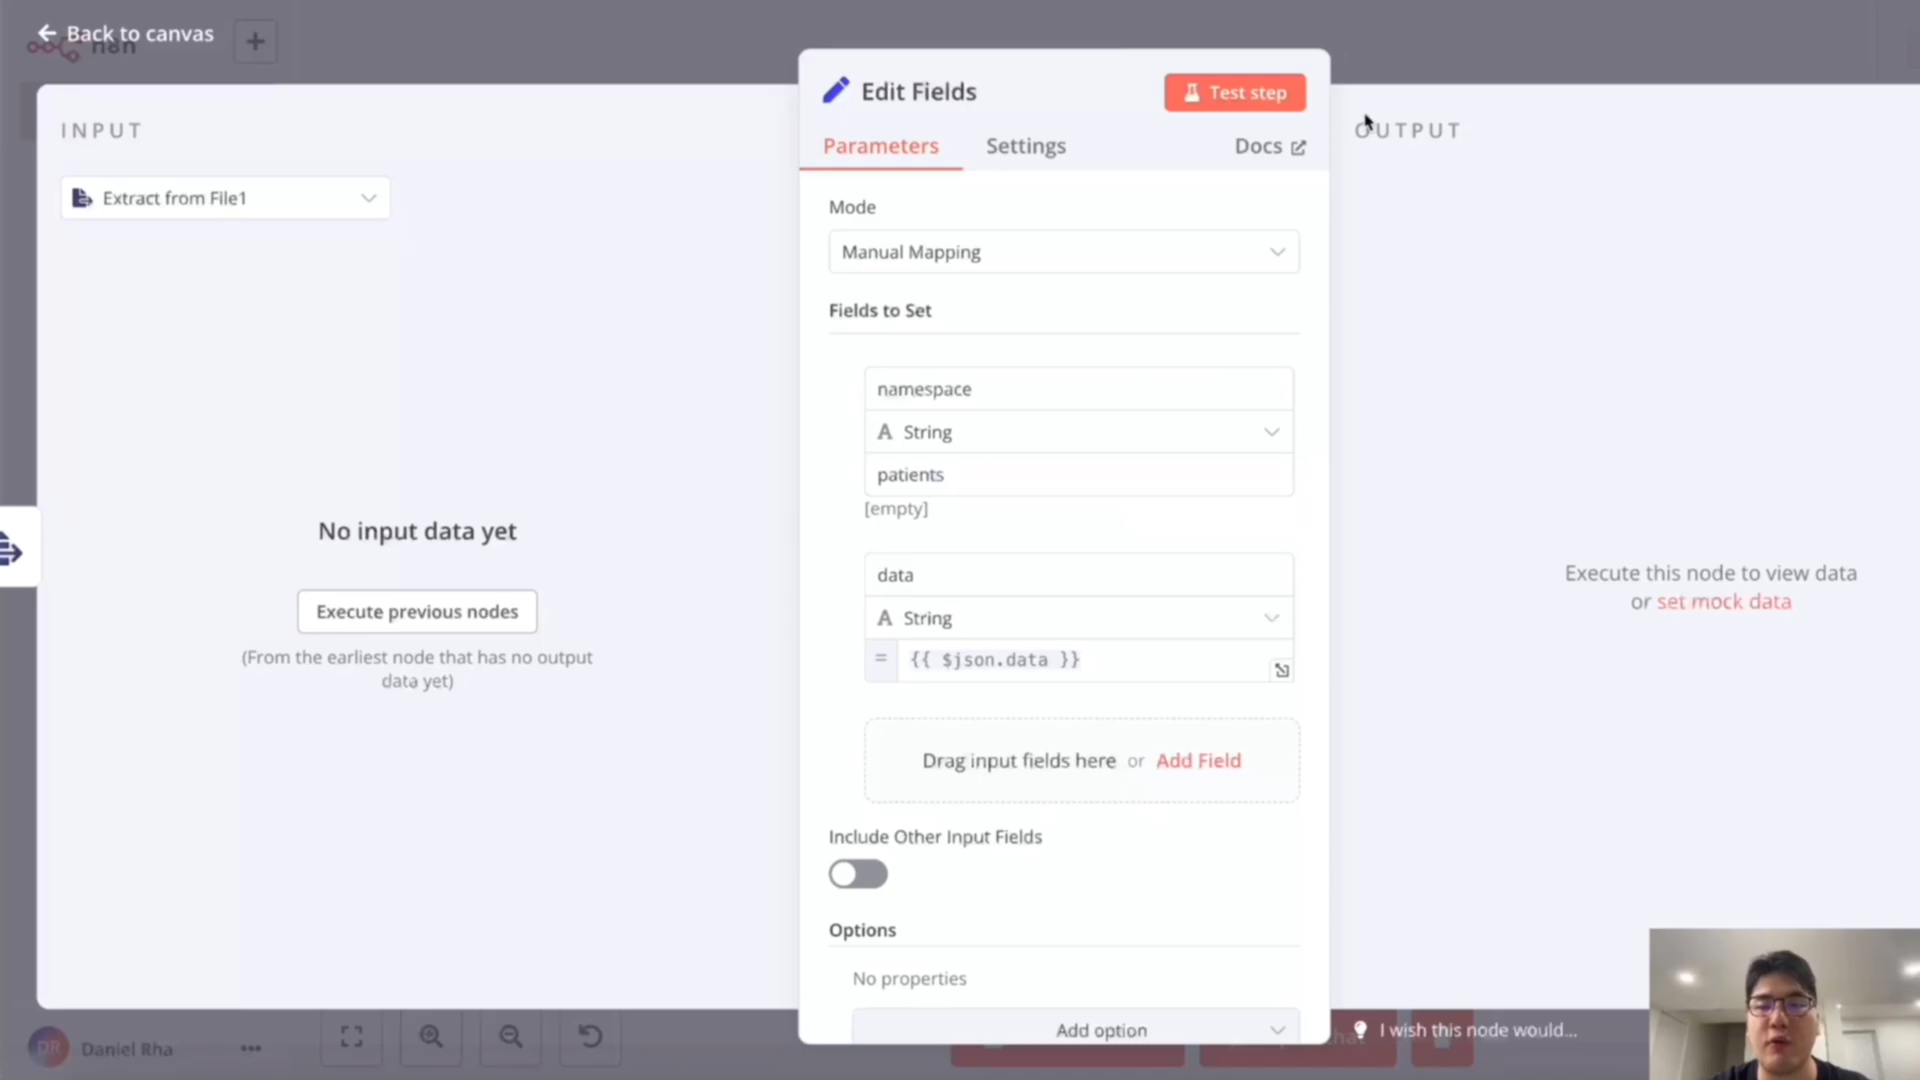 Back to canvas
n8n
INPUT
Extract from File1
No input data yet
Execute previous nodes
(From the earliest node that has no output
data yet)
Edit Fields
Test step
Parameters
Settings
Docs
Mode
Manual Mapping
Fields to Set
namespace
A String
patients
[empty]
data
A String
= {{ $json.data }}
Drag input fields here or Add Field
Include Other Input Fields
Options
No properties
Add option
OUTPUT
Execute this node to view data
or set mock data
I wish this node would...
DR Daniel Rha